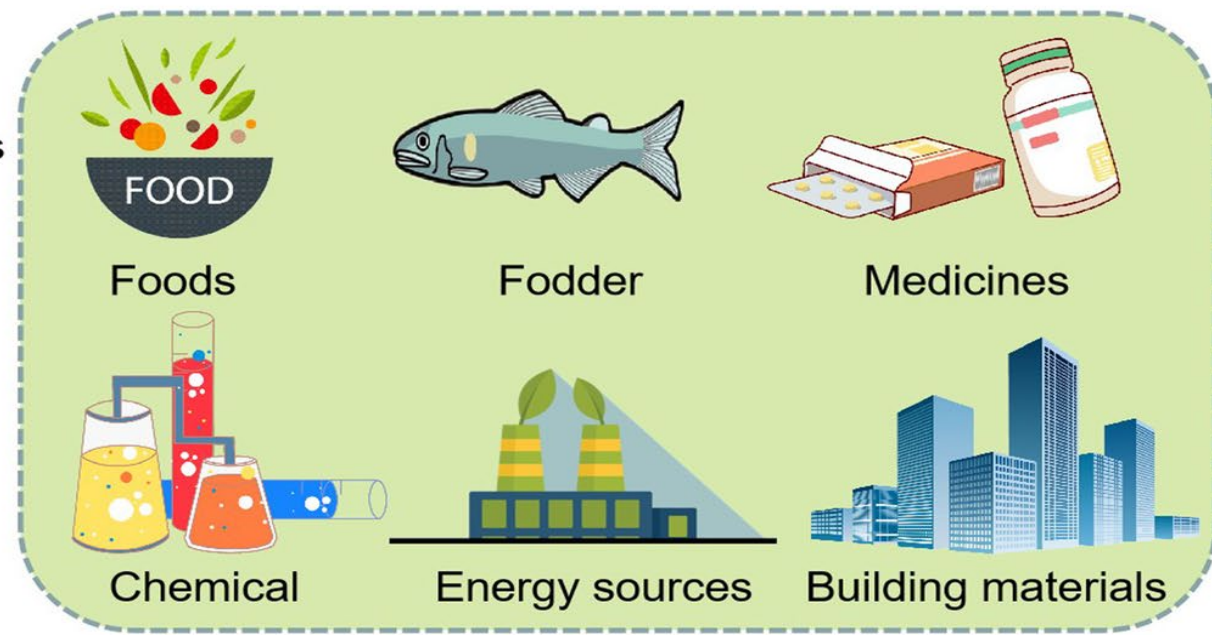 s
FOOD
Foods
Fodder
Medicines
Chemical
Energy sources
Building materials